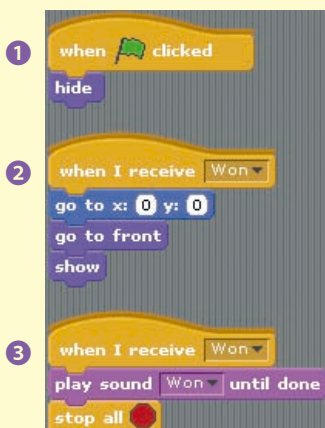 1
when clicked
hide
2
when I receive Won
go to x: 0 y: 0
go to front
show
3
when I receive Won
play sound Won until done
stop all